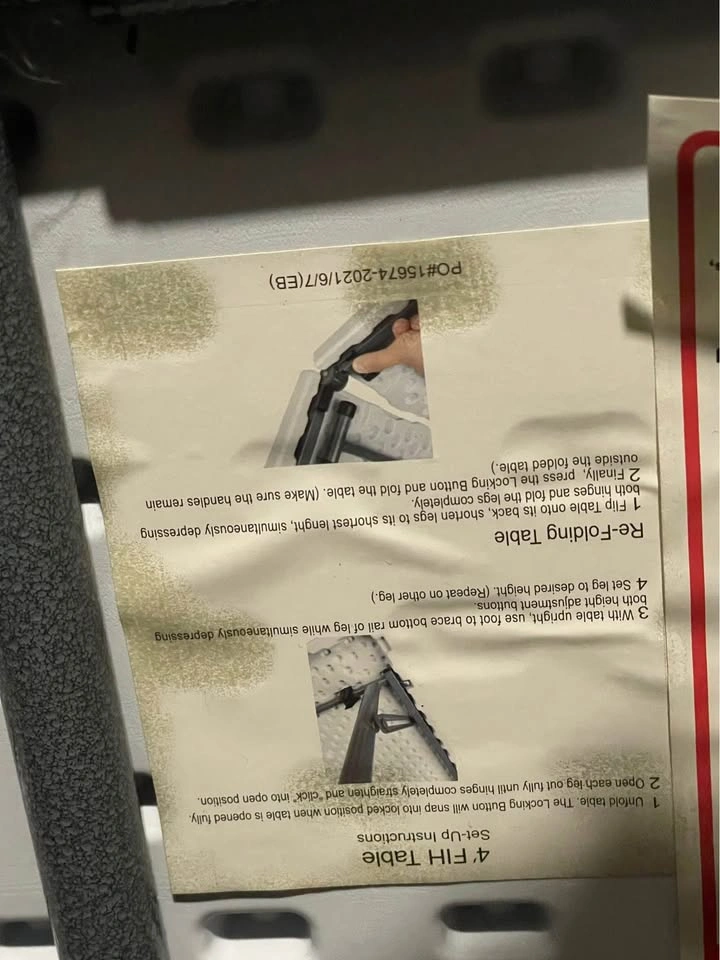 4' FIH Table
Set-Up Instructions
1 Unfold table. The Locking Button will snap into locked position when table is opened fully.
2 Open each leg out fully until hinges completely straighten and "click" into open position.
3 With table upright, use foot to brace bottom rail of leg while simultaneously depressing
both height adjustment buttons.
4 Set leg to desired height. (Repeat on other leg.)
Re-Folding Table
1 Flip Table onto its back, shorten legs to its shortest lenght, simultaneously depressing
both hinges and fold the legs completely.
2 Finally, press the Locking Button and fold the table. (Make sure the handles remain
outside the folded table.)
PO#15674-2021/6/7(EB)